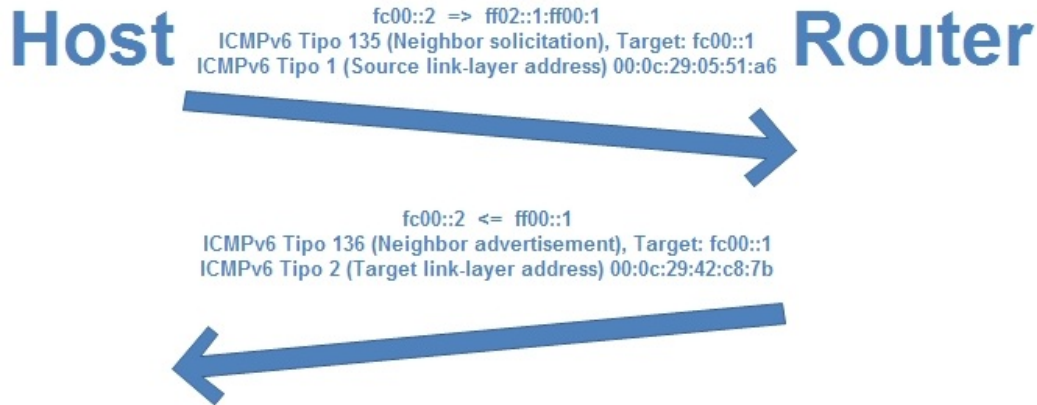 Host
fc00::2 => ff02::1:ff00:1
ICMPv6 Tipo 135 (Neighbor solicitation), Target: fc00::1
ICMPv6 Tipo 1 (Source link-layer address) 00:0c:29:05:51:a6
Router
fc00::2 <= ff00::1
ICMPv6 Tipo 136 (Neighbor advertisement), Target: fc00::1
ICMPv6 Tipo 2 (Target link-layer address) 00:0c:29:42:c8:7b